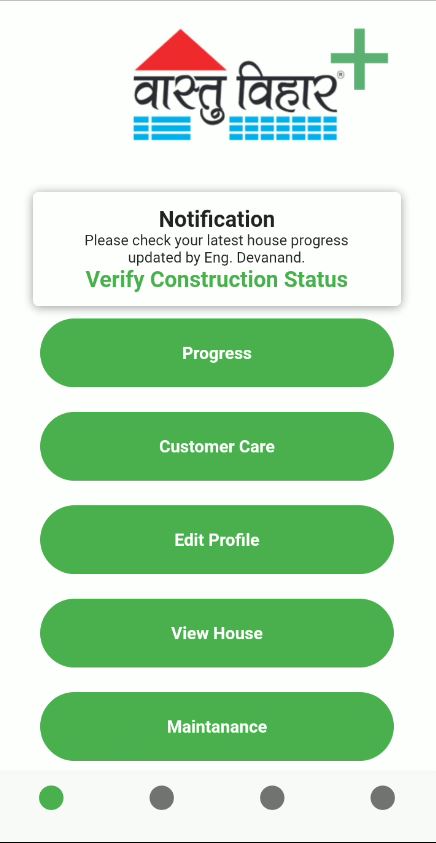 वास्तु विहार®
Notification
Please check your latest house progress
updated by Eng. Devanand.
Verify Construction Status
Progress
Customer Care
Edit Profile
View House
Maintanance